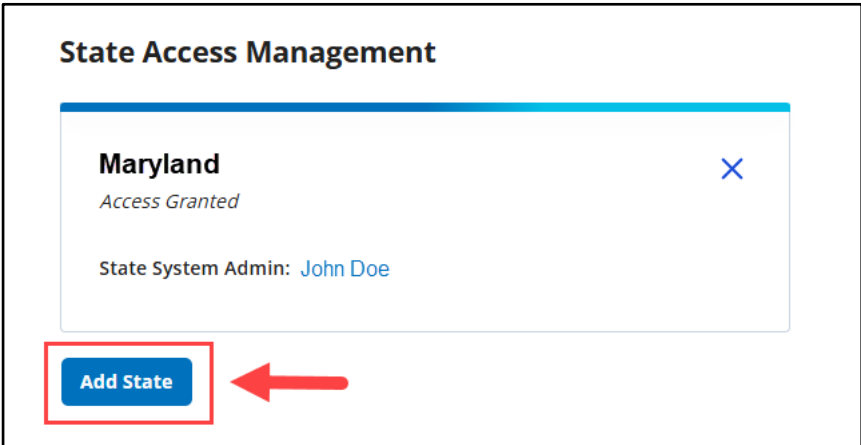 State Access Management
Maryland
Access Granted
State System Admin: John Doe
Add State